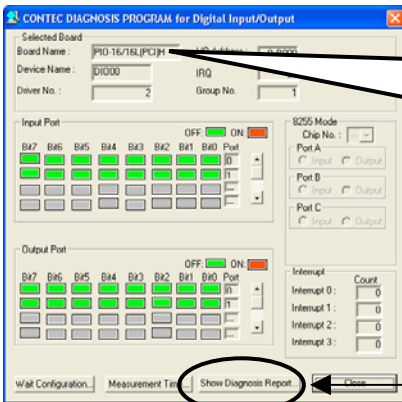 CONTEC DIAGNOSIS PROGRAM for Digital Input/Output
Selected Board
Board Name : PIO-16/16L(PCI)H
Device Name : DIO00 IRQ
Driver No. : 2 Group No. 1
Input Port
OFF: ON:
Bit7 Bit6 Bit5 Bit4 Bit3 Bit2 Bit1 Bit0 Port
0
1
---
---
8255 Mode
Chip No. : --
Port A
Input Output
Port B
Input Output
Port C
Input Output
Output Port
OFF: ON:
Bit7 Bit6 Bit5 Bit4 Bit3 Bit2 Bit1 Bit0 Port
0
1
---
---
Interrupt
Count
Interrupt 0 : 0
Interrupt 1 : 0
Interrupt 2 : 0
Interrupt 3 : 0
Wait Configuration... Show Diagnosis Report... Close